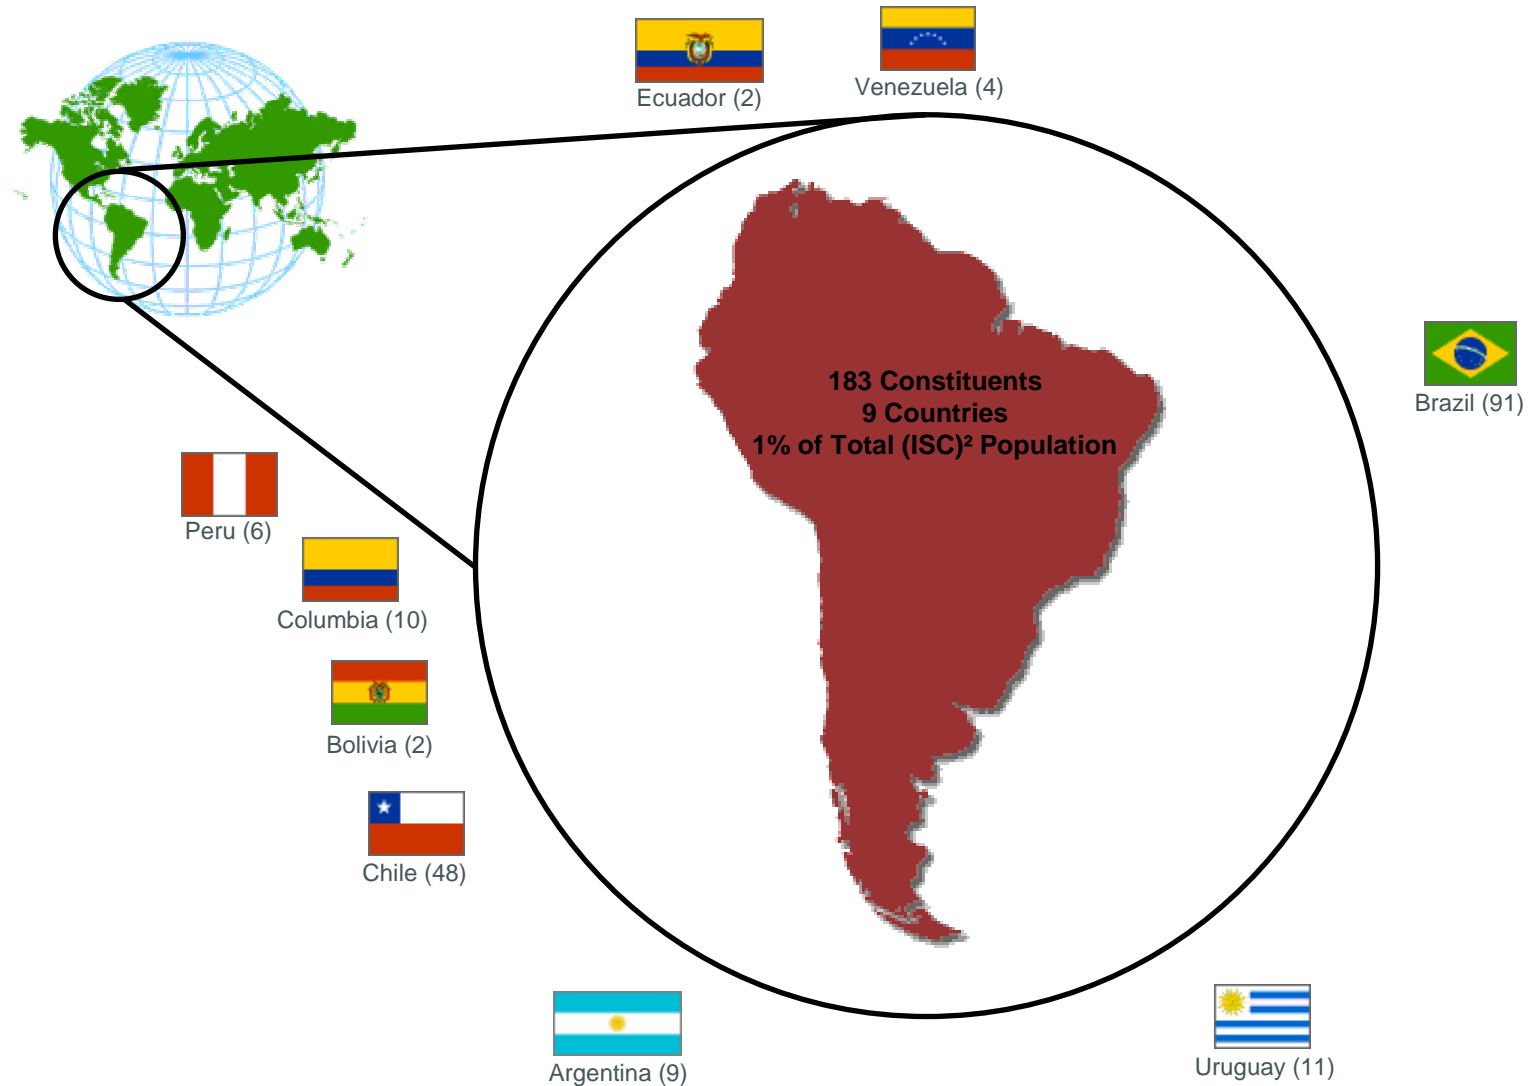 Ecuador (2)
Venezuela (4)
183 Constituents
9 Countries
1% of Total (ISC)² Population
Brazil (91)
Peru (6)
Columbia (10)
Bolivia (2)
Chile (48)
Argentina (9)
Uruguay (11)